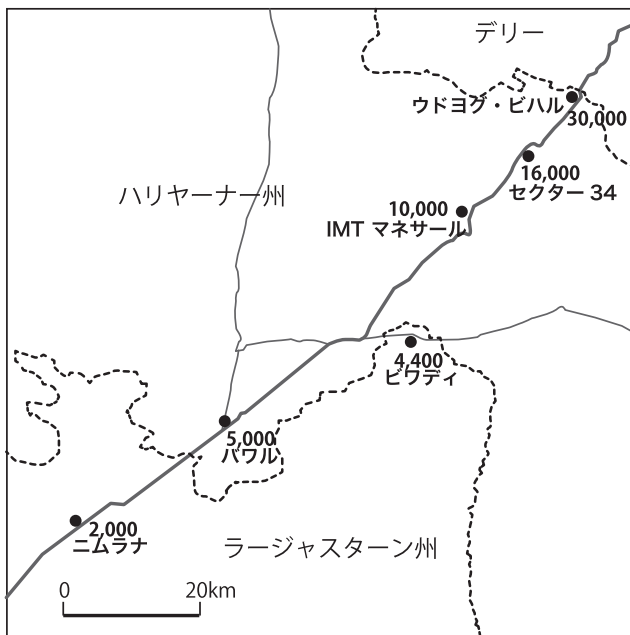 デリー
ウドヨグ・ビハル
30,000
16,000
セクター 34
ハリヤーナー州
10,000
IMT マネサール
4,400
ビワディ
5,000
バワル
2,000
ニムラナ
ラージャスターン州
0 20km